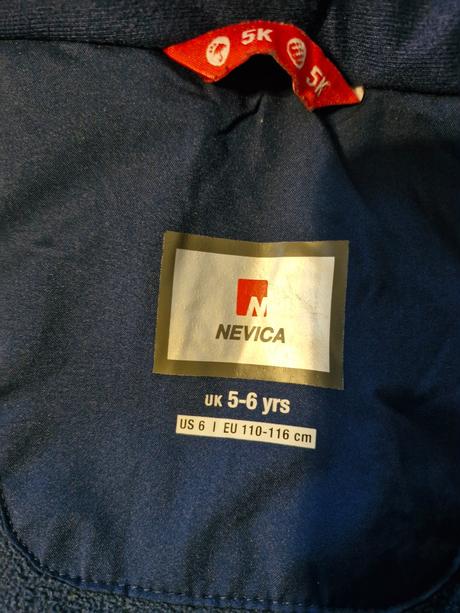 5K
5K
N
NEVICA
UK 5-6 yrs
US 6 | EU 110-116 cm